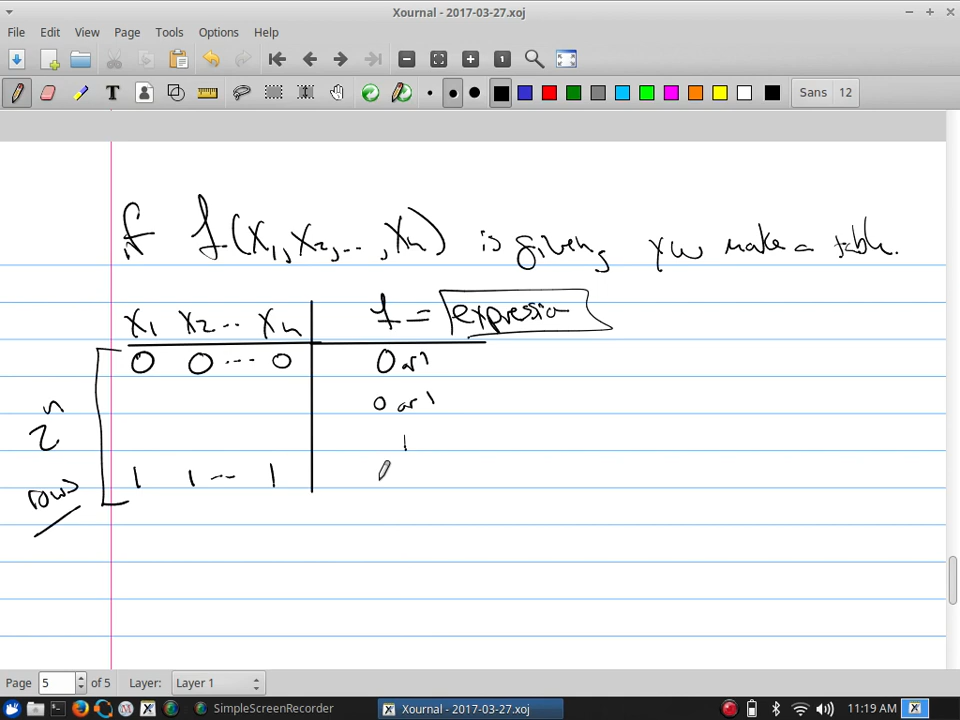 Xournal - 2017-03-27.xoj
File Edit View Page Tools Options Help
Sans 12
if f(x1, x2, ..., xn) is given, you make a table.
x1 x2 .. xn f = expression
0 0 ... 0 0 or 1
0 or 1
2^n
1
rows 1 1 ... 1
Page 5 of 5 Layer: Layer 1
SimpleScreenRecorder Xournal - 2017-03-27.xoj 11:19 AM